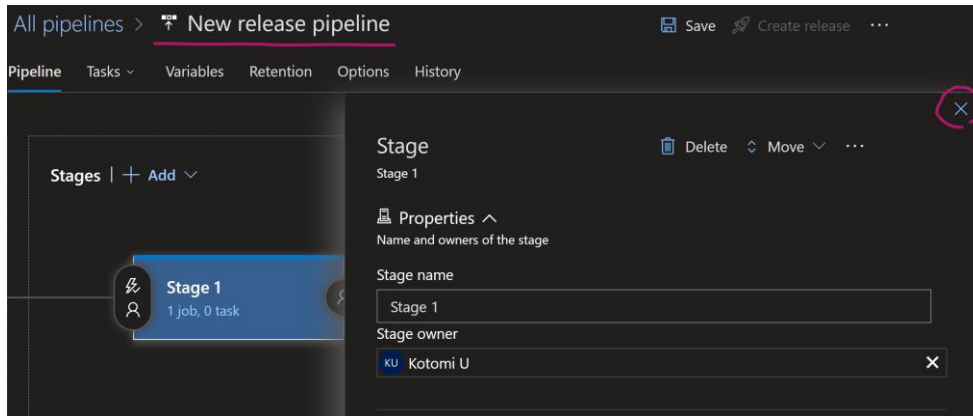 All pipelines > New release pipeline
Save Create release ...
Pipeline Tasks Variables Retention Options History
Stages | + Add
Stage 1
1 job, 0 task
Stage
Delete Move ...
Stage 1
Properties
Name and owners of the stage
Stage name
Stage 1
Stage owner
KU Kotomi U